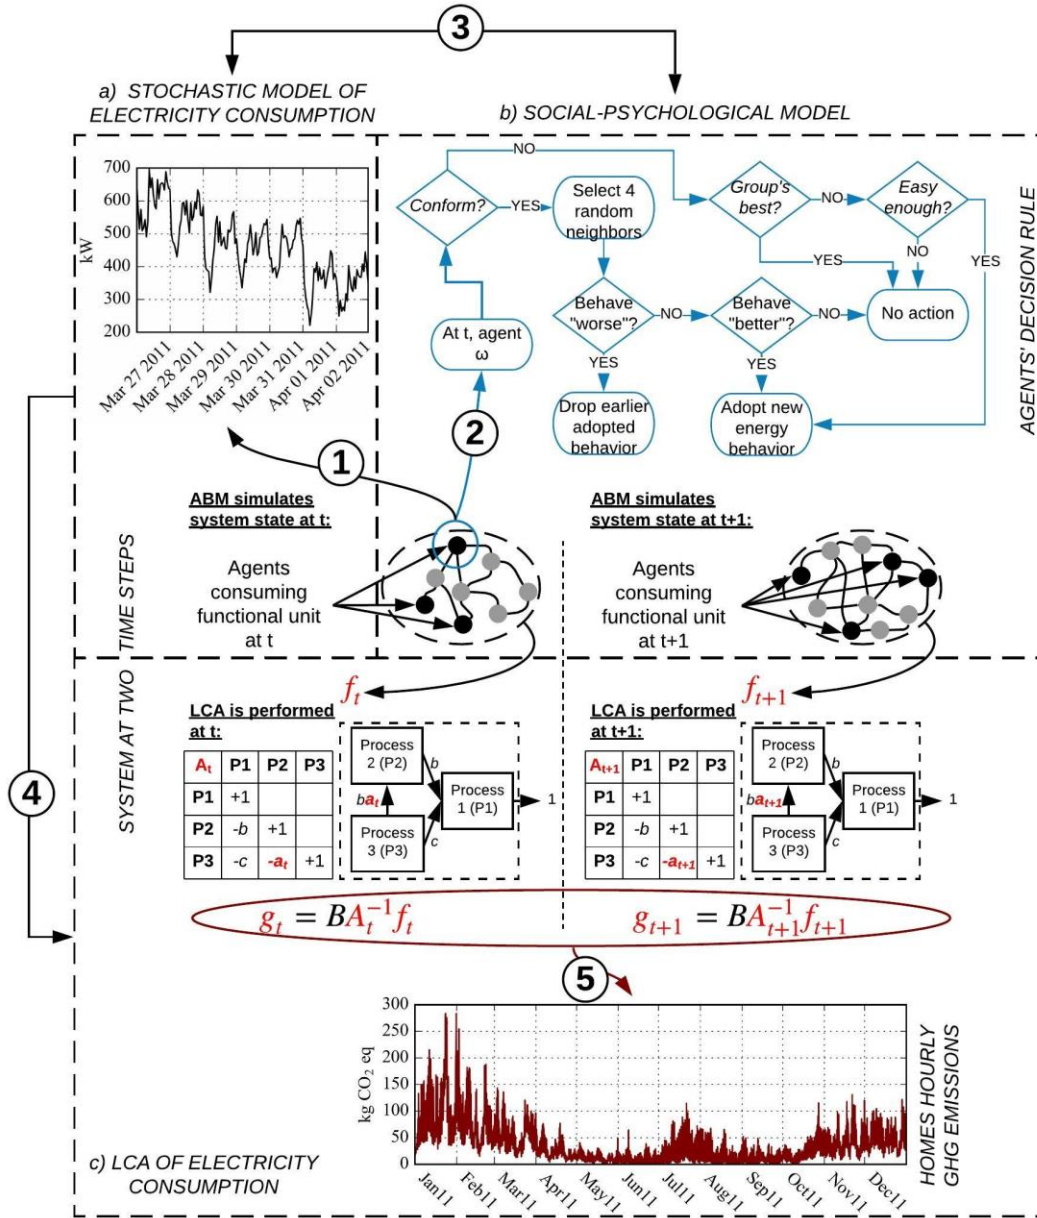 3
a) STOCHASTIC MODEL OF
ELECTRICITY CONSUMPTION
b) SOCIAL-PSYCHOLOGICAL MODEL
700
600
500
400
300
200
kW
Mar 27 2011
Mar 28 2011
Mar 29 2011
Mar 30 2011
Mar 31 2011
Apr 01 2011
Apr 02 2011
NO
Conform?
YES
Select 4
random
neighbors
Group's
best?
NO
Easy
enough?
YES
NO
YES
At t, agent
ω
Behave
"worse"?
NO
Behave
"better"?
NO
No action
YES
YES
Drop earlier
adopted
behavior
Adopt new
energy
behavior
AGENTS' DECISION RULE
1
2
4
ABM simulates
system state at t:
Agents
consuming
functional unit
at t
ABM simulates
system state at t+1:
Agents
consuming
functional unit
at t+1
TIME STEPS
SYSTEM AT TWO
f_t
f_{t+1}
LCA is performed
at t:
A_t P1 P2 P3
P1 +1
P2 -b +1
P3 -c -a_t +1
Process
2 (P2)
b
Process
1 (P1)
1
ba_t
Process
3 (P3)
c
LCA is performed
at t+1:
A_{t+1} P1 P2 P3
P1 +1
P2 -b +1
P3 -c -a_{t+1} +1
Process
2 (P2)
b
Process
1 (P1)
1
ba_{t+1}
Process
3 (P3)
c
g_t = BA_t^{-1}f_t
g_{t+1} = BA_{t+1}^{-1}f_{t+1}
5
300
250
200
150
100
50
0
kg CO₂ eq
Jan11
Feb11
Mar11
Apr11
May11
Jun11
Jul11
Aug11
Sep11
Oct11
Nov11
Dec11
HOMES HOURLY
GHG EMISSIONS
c) LCA OF ELECTRICITY
CONSUMPTION